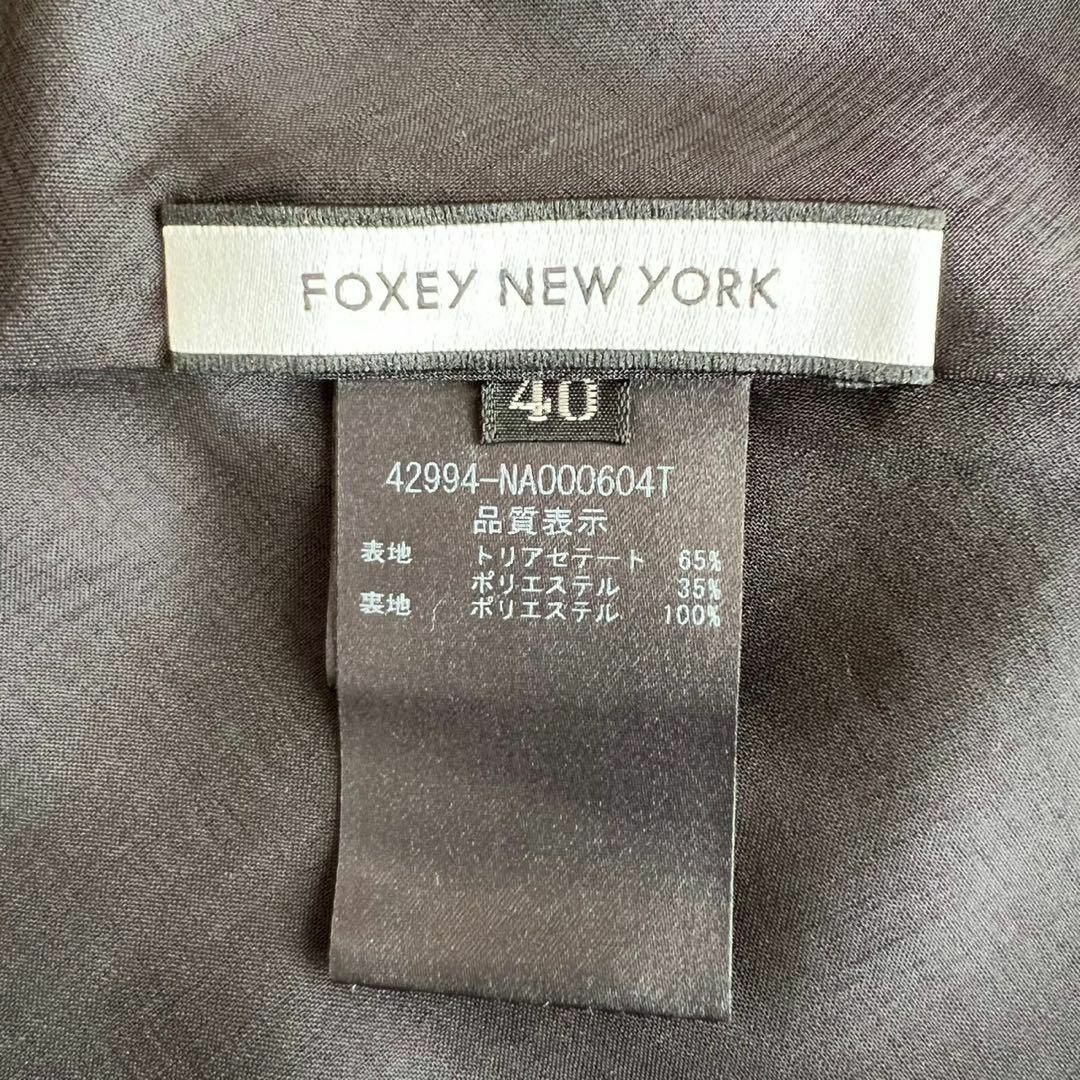 FOXEY NEW YORK
40
42994-NA000604T
品質表示
表地 トリアセテート 65%
ポリエステル 35%
裏地 ポリエステル 100%